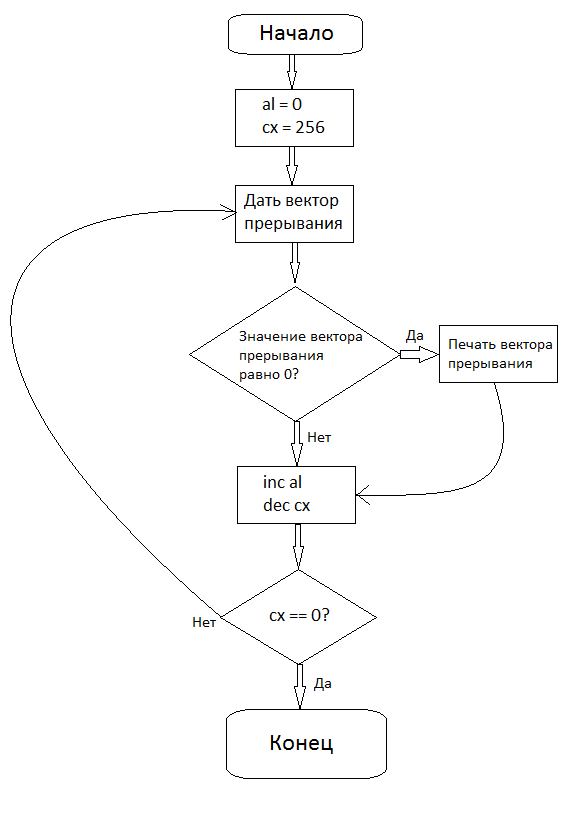 Начало
al = 0
cx = 256
Дать вектор
прерывания
Значение вектора
прерывания
равно 0?
Да
Печать вектора
прерывания
Нет
inc al
dec cx
cx == 0?
Нет
Да
Конец